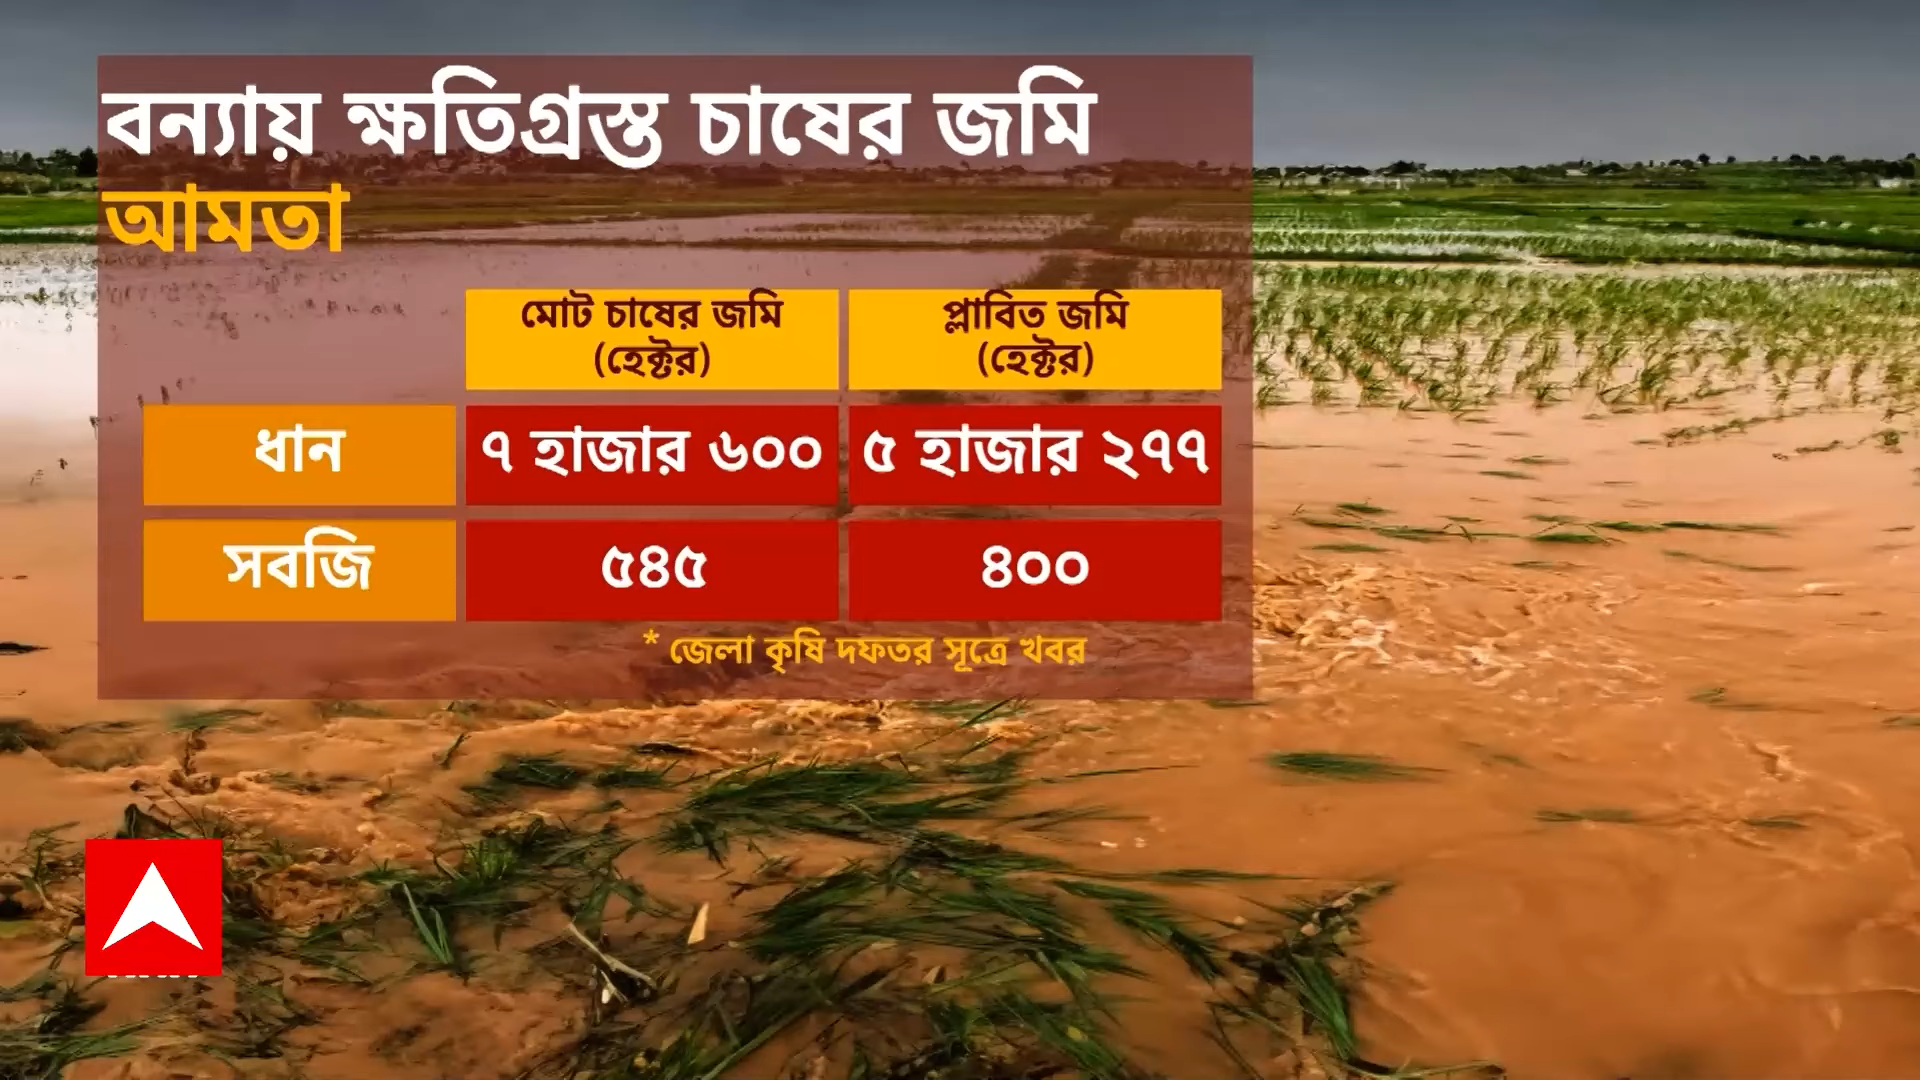 বন্যায় ক্ষতিগ্রস্ত চাষের জমি
আমতা
মোট চাষের জমি
(হেক্টর)
প্লাবিত জমি
(হেক্টর)
ধান
৭ হাজার ৬০০
৫ হাজার ২৭৭
সবজি
৫৪৫
৪০০
* জেলা কৃষি দফতর সূত্রে খবর